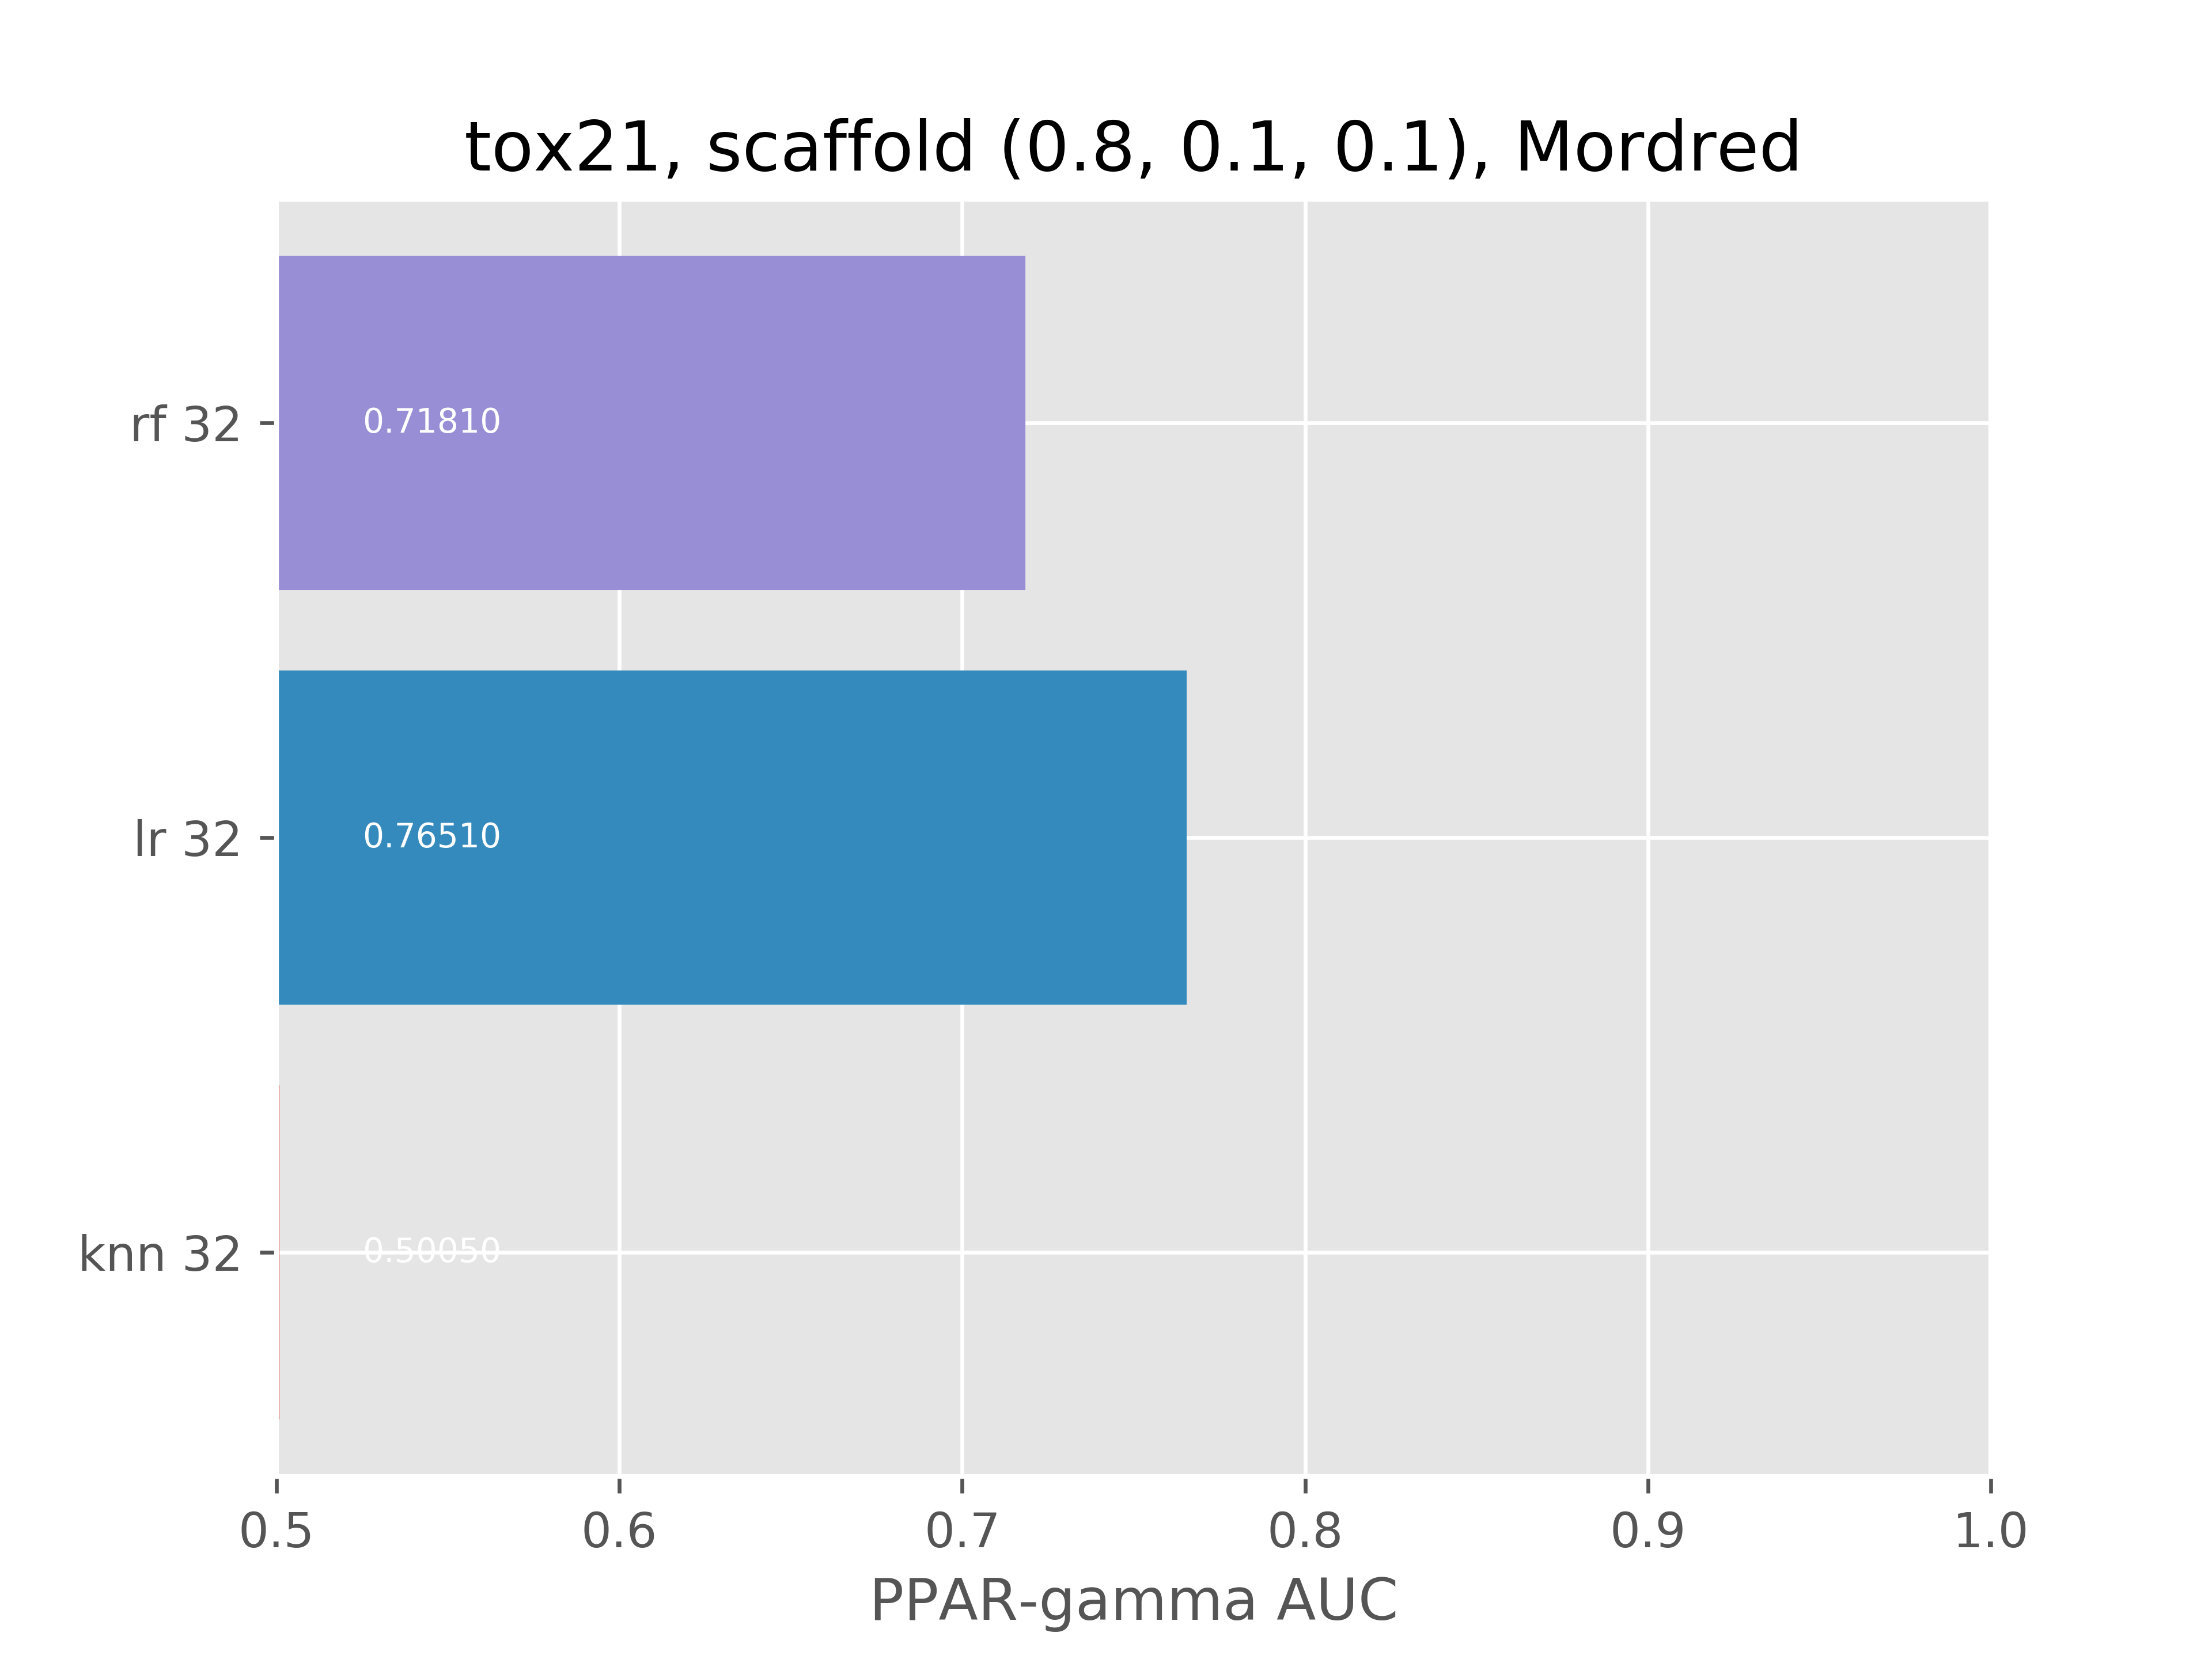 tox21, scaffold (0.8, 0.1, 0.1), Mordred
rf 32
0.71810
lr 32
0.76510
knn 32
0.50050
0.5 0.6 0.7 0.8 0.9 1.0
PPAR-gamma AUC